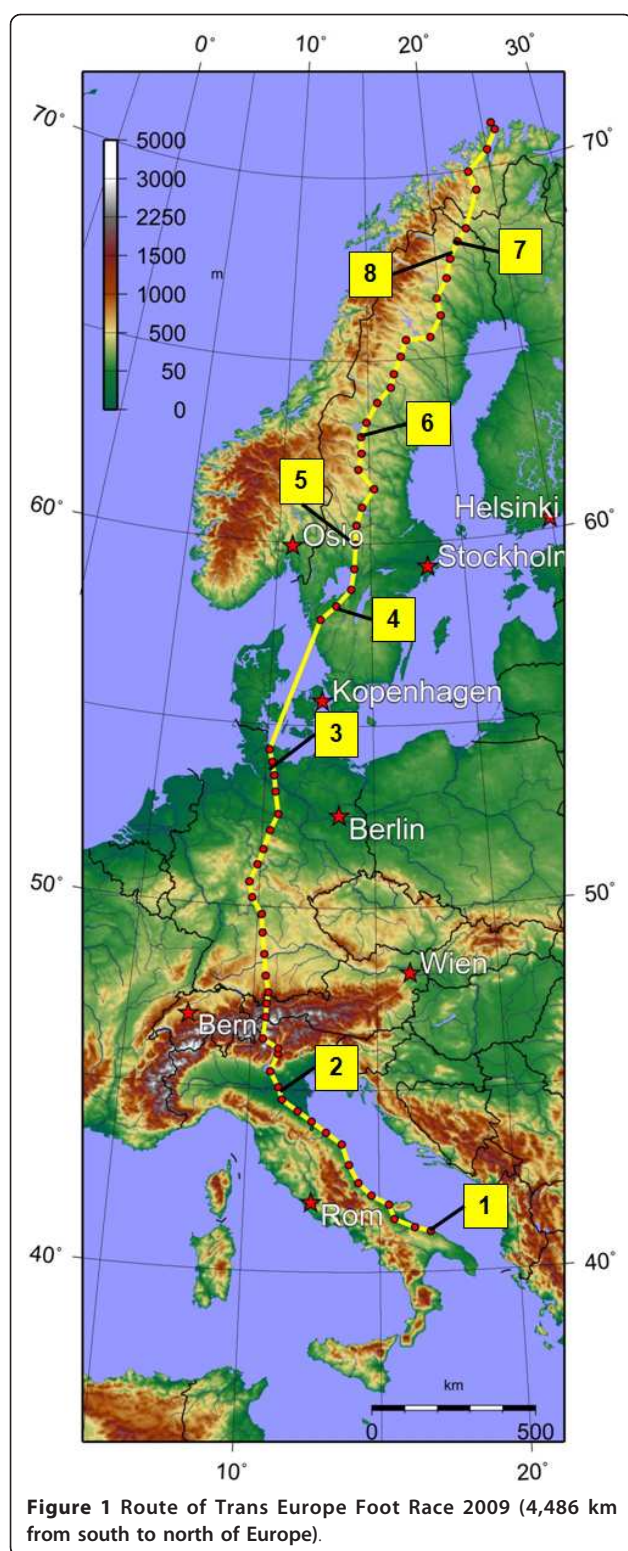 0° 10° 20° 30°
70° 70°
5000
3000
2250
1500 m
1000
500
50
0
7
8
6
5
60° Helsinki 60°
Oslo
Stockholm
4
Kopenhagen
3
Berlin
50° 50°
Wien
Bern
2
1
Rom
40° 40°
km
0 500
10° 20°
Figure 1 Route of Trans Europe Foot Race 2009 (4,486 km
from south to north of Europe).